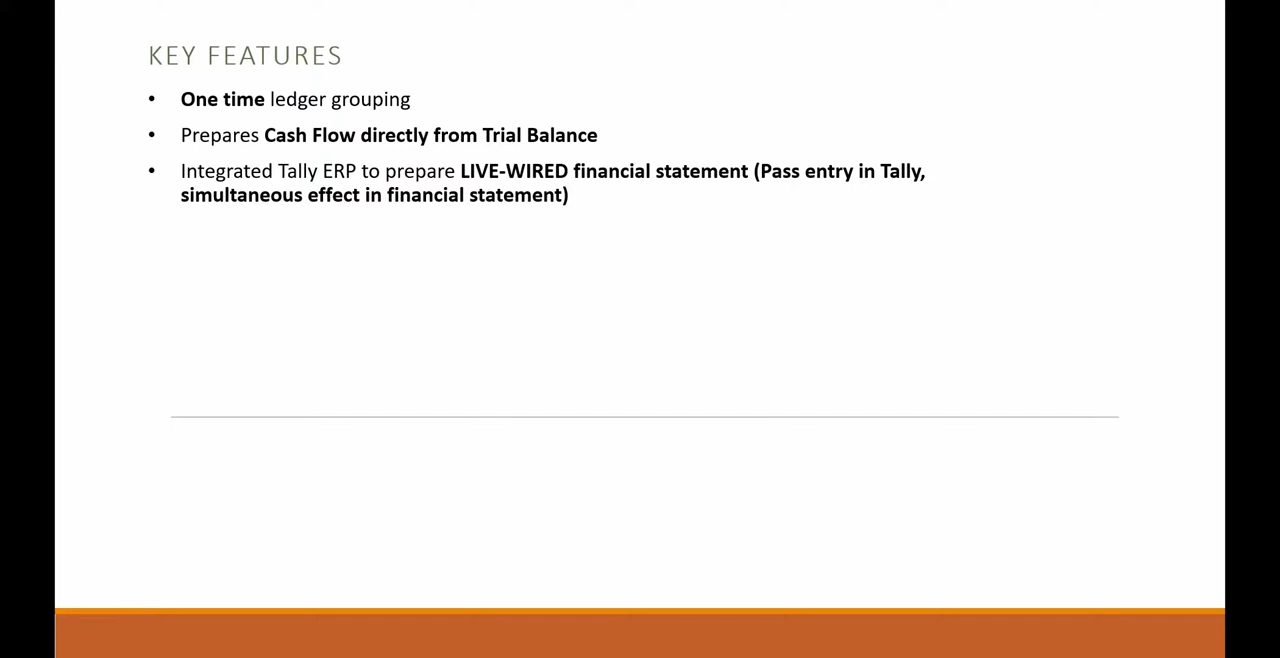 KEY FEATURES
• One time ledger grouping
• Prepares Cash Flow directly from Trial Balance
• Integrated Tally ERP to prepare LIVE-WIRED financial statement (Pass entry in Tally,
simultaneous effect in financial statement)